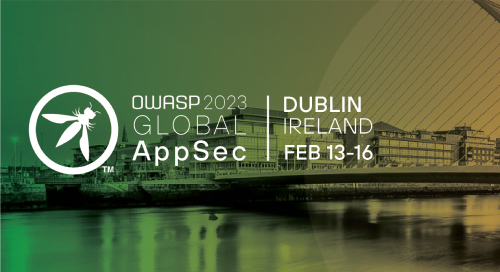 OWASP 2023
GLOBAL
AppSec
TM
DUBLIN
IRELAND
FEB 13-16